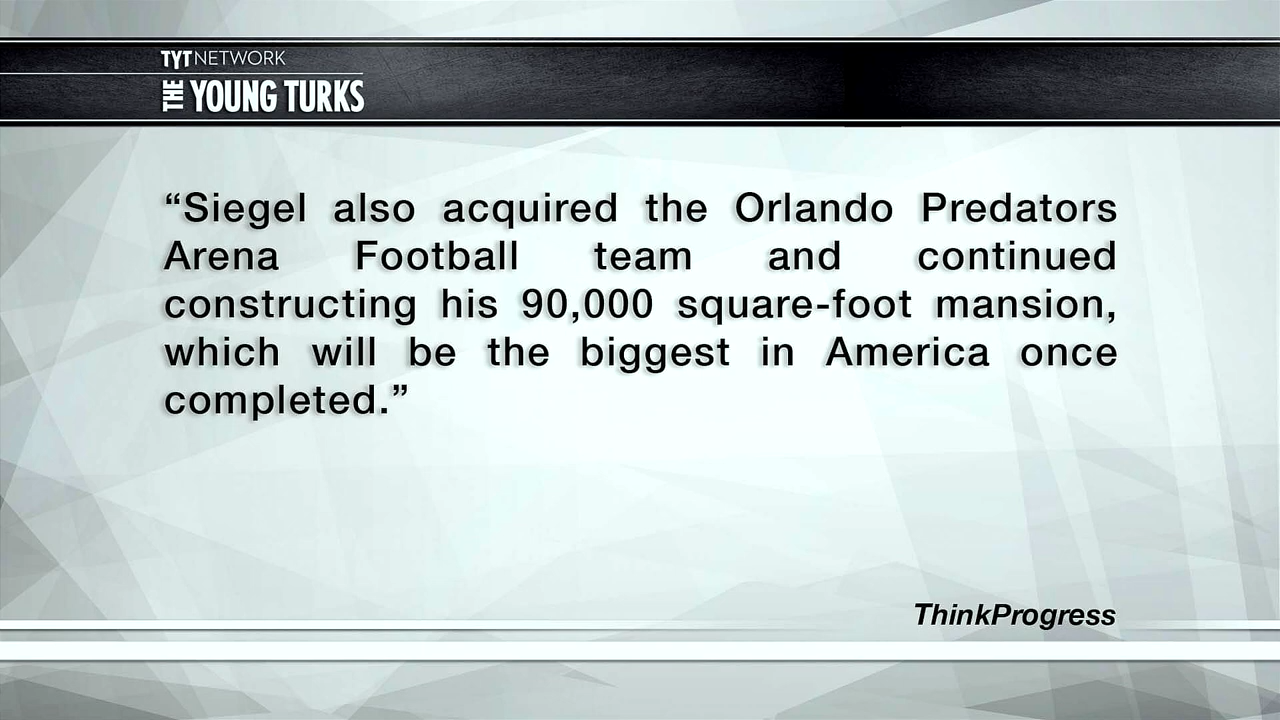 TYT NETWORK
THE YOUNG TURKS
“Siegel also acquired the Orlando Predators
Arena Football team and continued
constructing his 90,000 square-foot mansion,
which will be the biggest in America once
completed.”
ThinkProgress